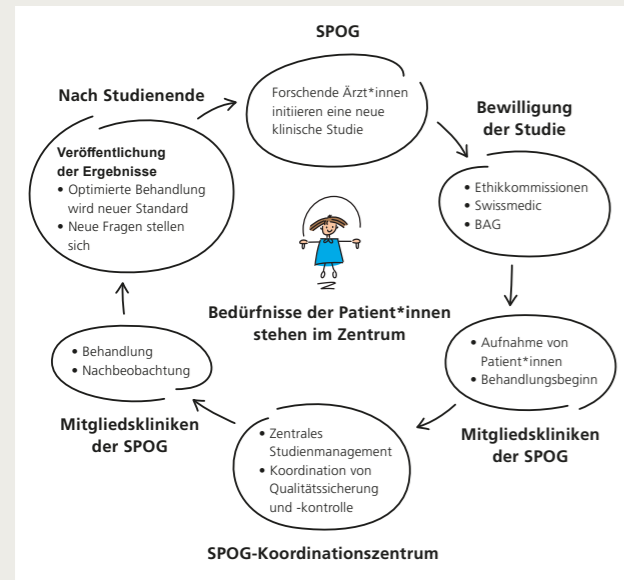 SPOG
Forschende Ärzt*innen
initiieren eine neue
klinische Studie
Bewilligung
der Studie
• Ethikkommissionen
• Swissmedic
• BAG
• Aufnahme von
Patient*innen
• Behandlungsbeginn
Mitgliedskliniken
der SPOG
• Zentrales
Studienmanagement
• Koordination von
Qualitätssicherung
und -kontrolle
SPOG-Koordinationszentrum
• Behandlung
• Nachbeobachtung
Mitgliedskliniken
der SPOG
Nach Studienende
Veröffentlichung
der Ergebnisse
• Optimierte Behandlung
wird neuer Standard
• Neue Fragen stellen
sich
Bedürfnisse der Patient*innen
stehen im Zentrum